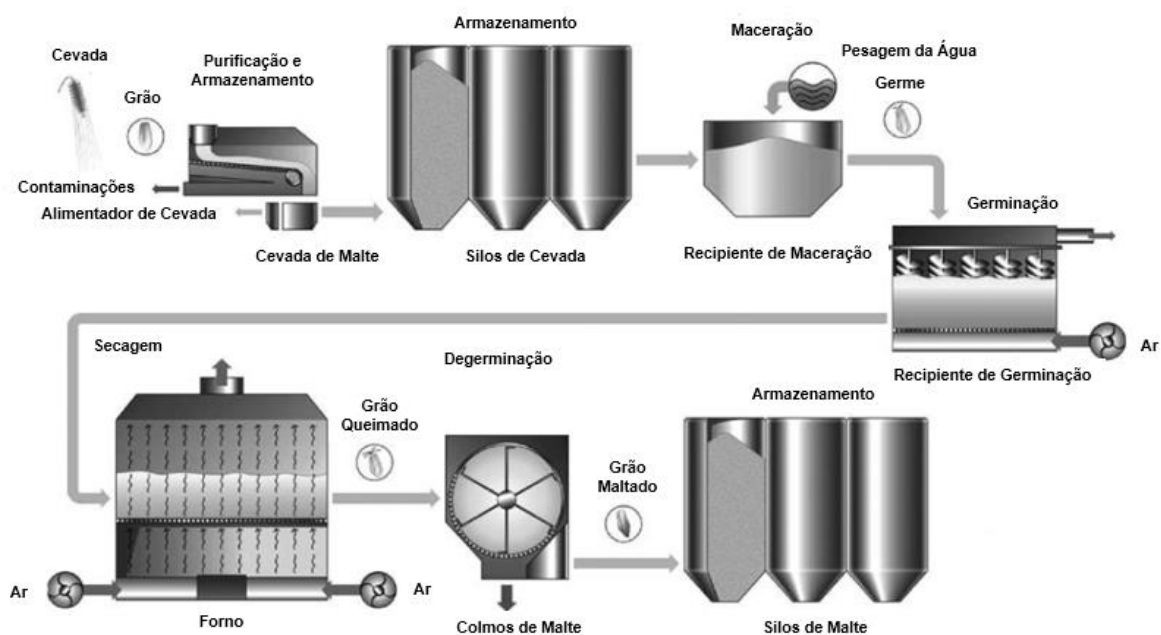 Armazenamento
Maceração
Cevada
Purificação e
Armazenamento
Pesagem da Água
Grão
Germe
Contaminações
Alimentador de Cevada
Germinação
Cevada de Malte
Silos de Cevada
Recipiente de Maceração
Secagem
Degerminação
Ar
Recipiente de Germinação
Armazenamento
Grão
Queimado
Grão
Maltado
Ar
Ar
Forno
Colmos de Malte
Silos de Malte